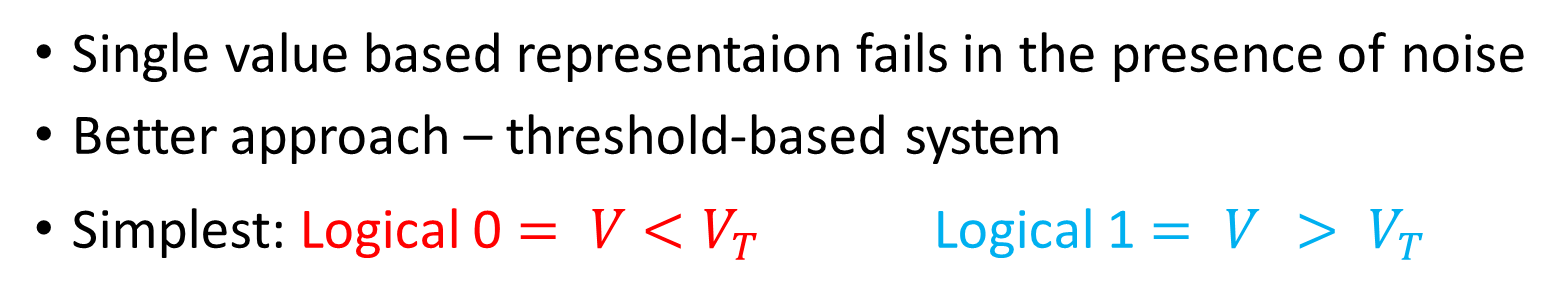 • Single value based representaion fails in the presence of noise
• Better approach – threshold-based system
• Simplest: Logical 0 = V < V_T Logical 1 = V > V_T